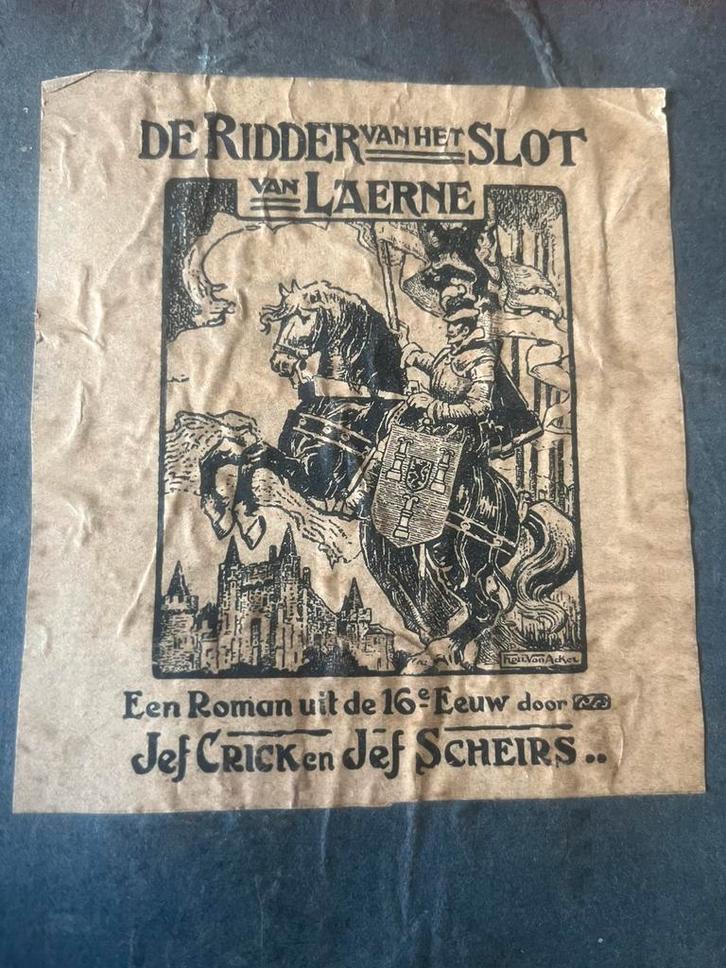 DE RIDDER VAN HET SLOT
VAN LAERNE
Een Roman uit de 16e Eeuw door
Jef CRICK en Jef SCHEIRS..